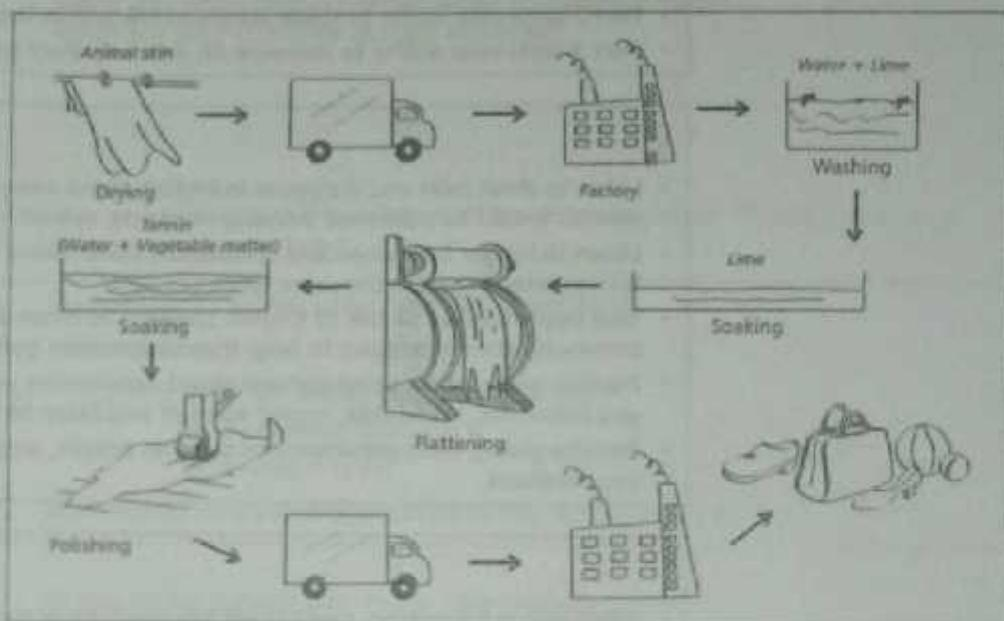 Animal skin
Water + Lime
Drying
Factory
Washing
Tannin
(Water + Vegetable matter)
Lime
Soaking
Soaking
Flattening
Polishing